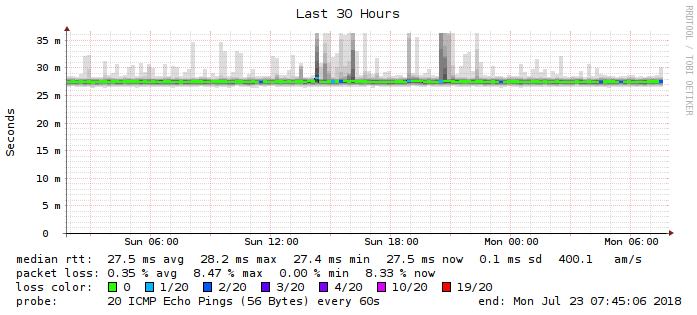 Last 30 Hours
RRDTOOL / TOBI OETIKER
Seconds
35 m
30 m
25 m
20 m
15 m
10 m
5 m
0
Sun 06:00 Sun 12:00 Sun 18:00 Mon 00:00 Mon 06:00
median rtt: 27.5 ms avg 28.2 ms max 27.4 ms min 27.5 ms now 0.1 ms sd 400.1 am/s
packet loss: 0.35 % avg 8.47 % max 0.00 % min 8.33 % now
loss color: 0 1/20 2/20 3/20 4/20 10/20 19/20
probe: 20 ICMP Echo Pings (56 Bytes) every 60s end: Mon Jul 23 07:45:06 2018